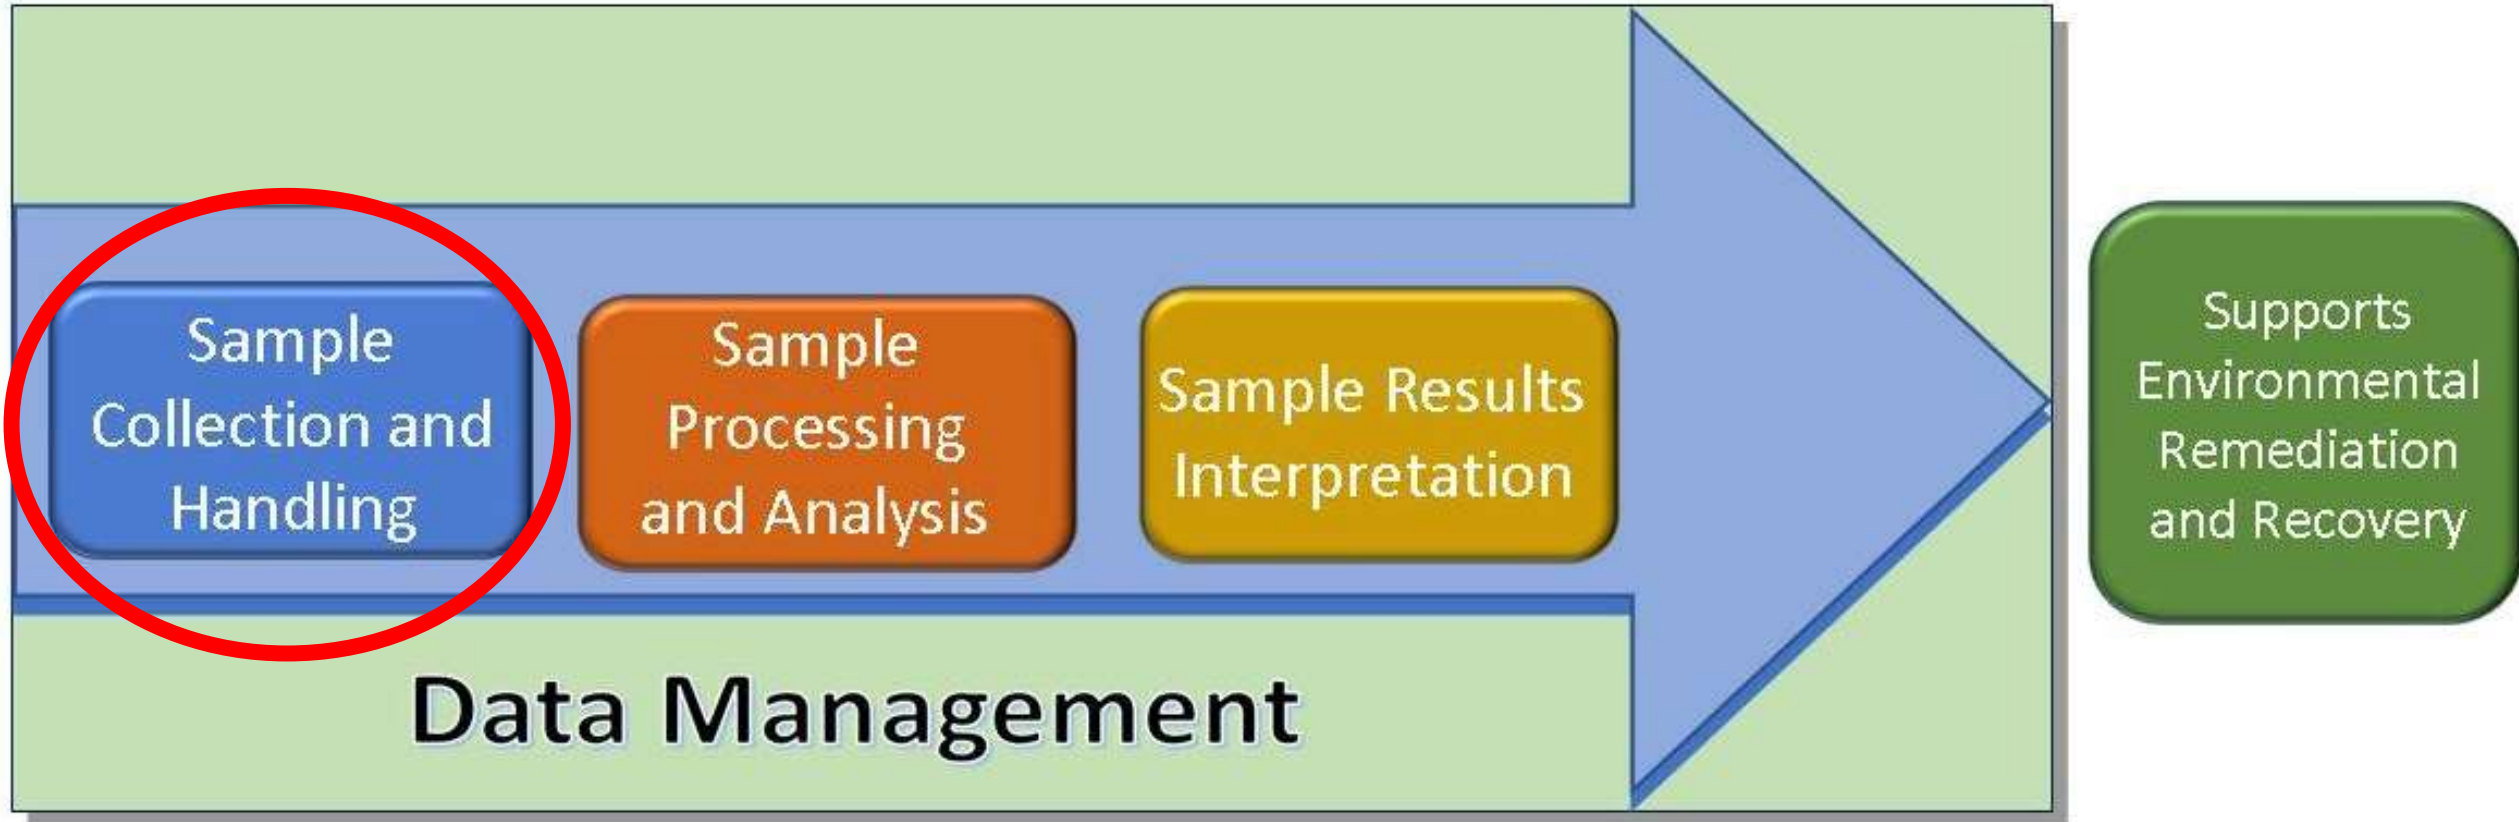 Sample
Collection and
Handling
Sample
Processing
and Analysis
Sample Results
Interpretation
Supports
Environmental
Remediation
and Recovery
Data Management